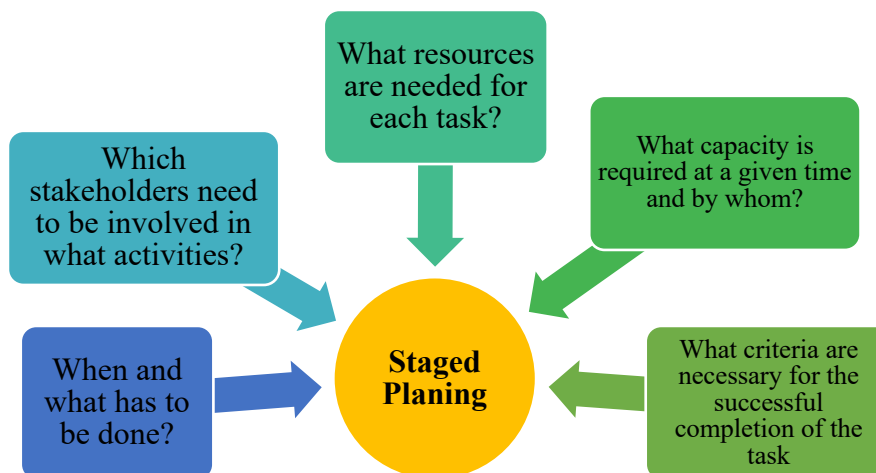 What resources
are needed for
each task?
Which
stakeholders need
to be involved in
what activities?
What capacity is
required at a given time
and by whom?
When and
what has to
be done?
Staged
Planing
What criteria are
necessary for the
successful
completion of the
task